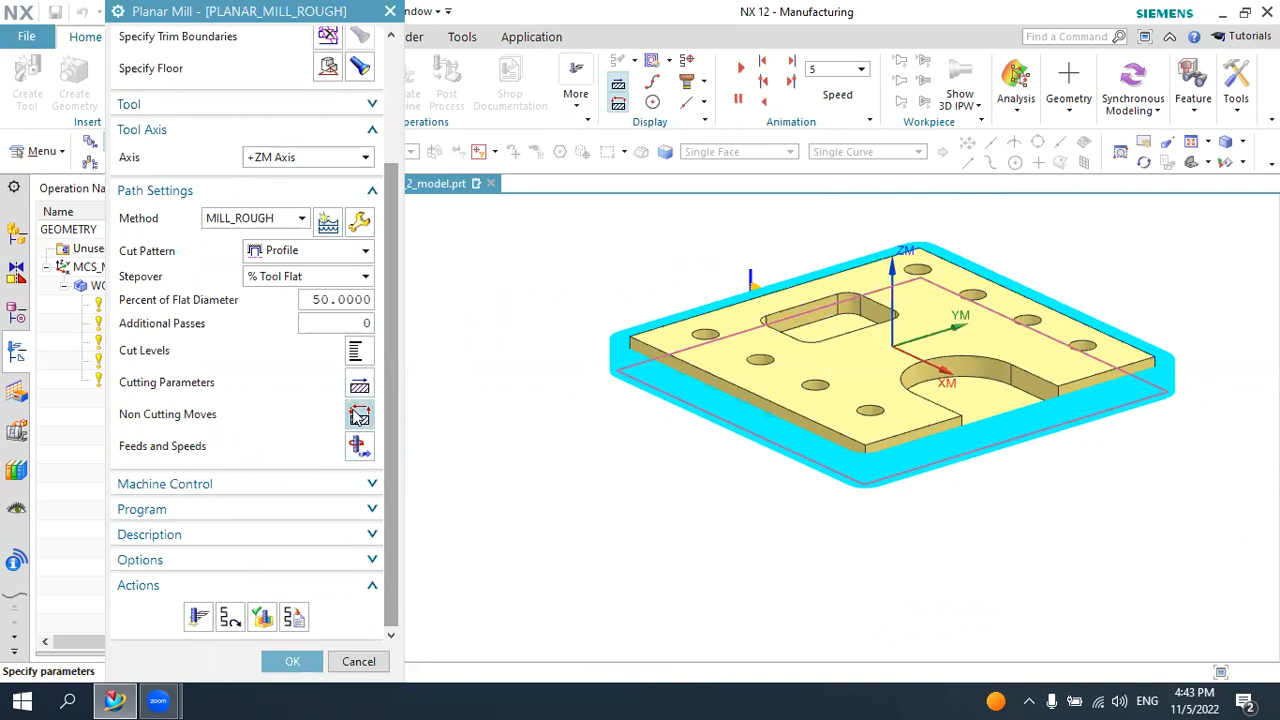 NX
Planar Mill - [PLANAR_MILL_ROUGH]
ndow
NX 12 - Manufacturing
SIEMENS
File
Home
der
Tools
Application
Find a Command
Tutorials
Create
Tool
Create
Geometry
Insert
Post
Process
Shop
Documentation
More
perations
Display
5
Speed
Animation
Show
3D IPW
Workpiece
Analysis
Geometry
Synchronous
Modeling
Feature
Tools
Menu
Single Face
Single Curve
_2_model.prt
Operation Na
Name
GEOMETRY
Unuse
MCS_M
WO
Specify Trim Boundaries
Specify Floor
Tool
Tool Axis
Axis
+ZM Axis
Path Settings
Method
MILL_ROUGH
Cut Pattern
Profile
Stepover
% Tool Flat
Percent of Flat Diameter
50.0000
Additional Passes
0
Cut Levels
Cutting Parameters
Non Cutting Moves
Feeds and Speeds
Machine Control
Program
Description
Options
Actions
OK
Cancel
ZM
YM
XM
Specify parameters
zoom
ENG
4:43 PM
11/5/2022
2